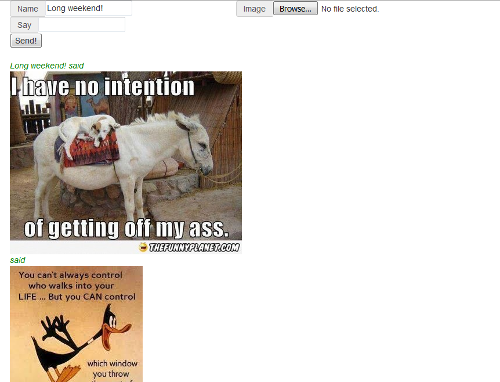 Name Long weekend! Image Browse... No file selected.
Say
Send!
Long weekend! said
I have no intention
of getting off my ass.
THEFUNNYPLANET.COM
said
You can't always control
who walks into your
LIFE ... But you CAN control
which window
you throw